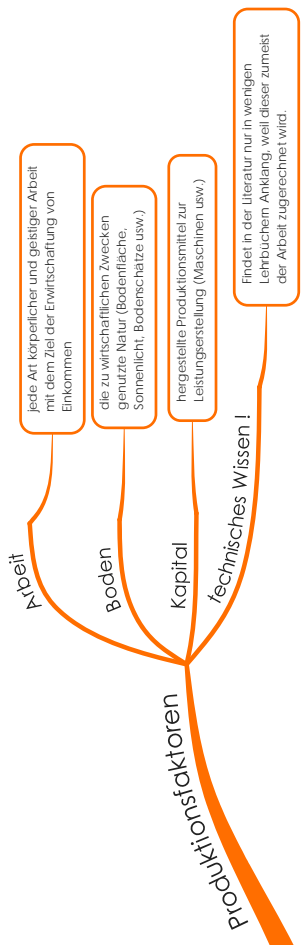 Produktionsfaktoren
Arbeit
jede Art körperlicher und geistiger Arbeit
mit dem Ziel der Erwirtschaftung von
Einkommen
Boden
die zu wirtschaftlichen Zwecken
genutzte Natur (Bodenfläche,
Sonnenlicht, Bodenschätze usw.)
Kapital
hergestellte Produktionsmittel zur
Leistungserstellung (Maschinen usw.)
technisches Wissen !
Findet in der Literatur nur in wenigen
Lehrbüchern Anklang, weil dieser zumeist
der Arbeit zugerechnet wird.